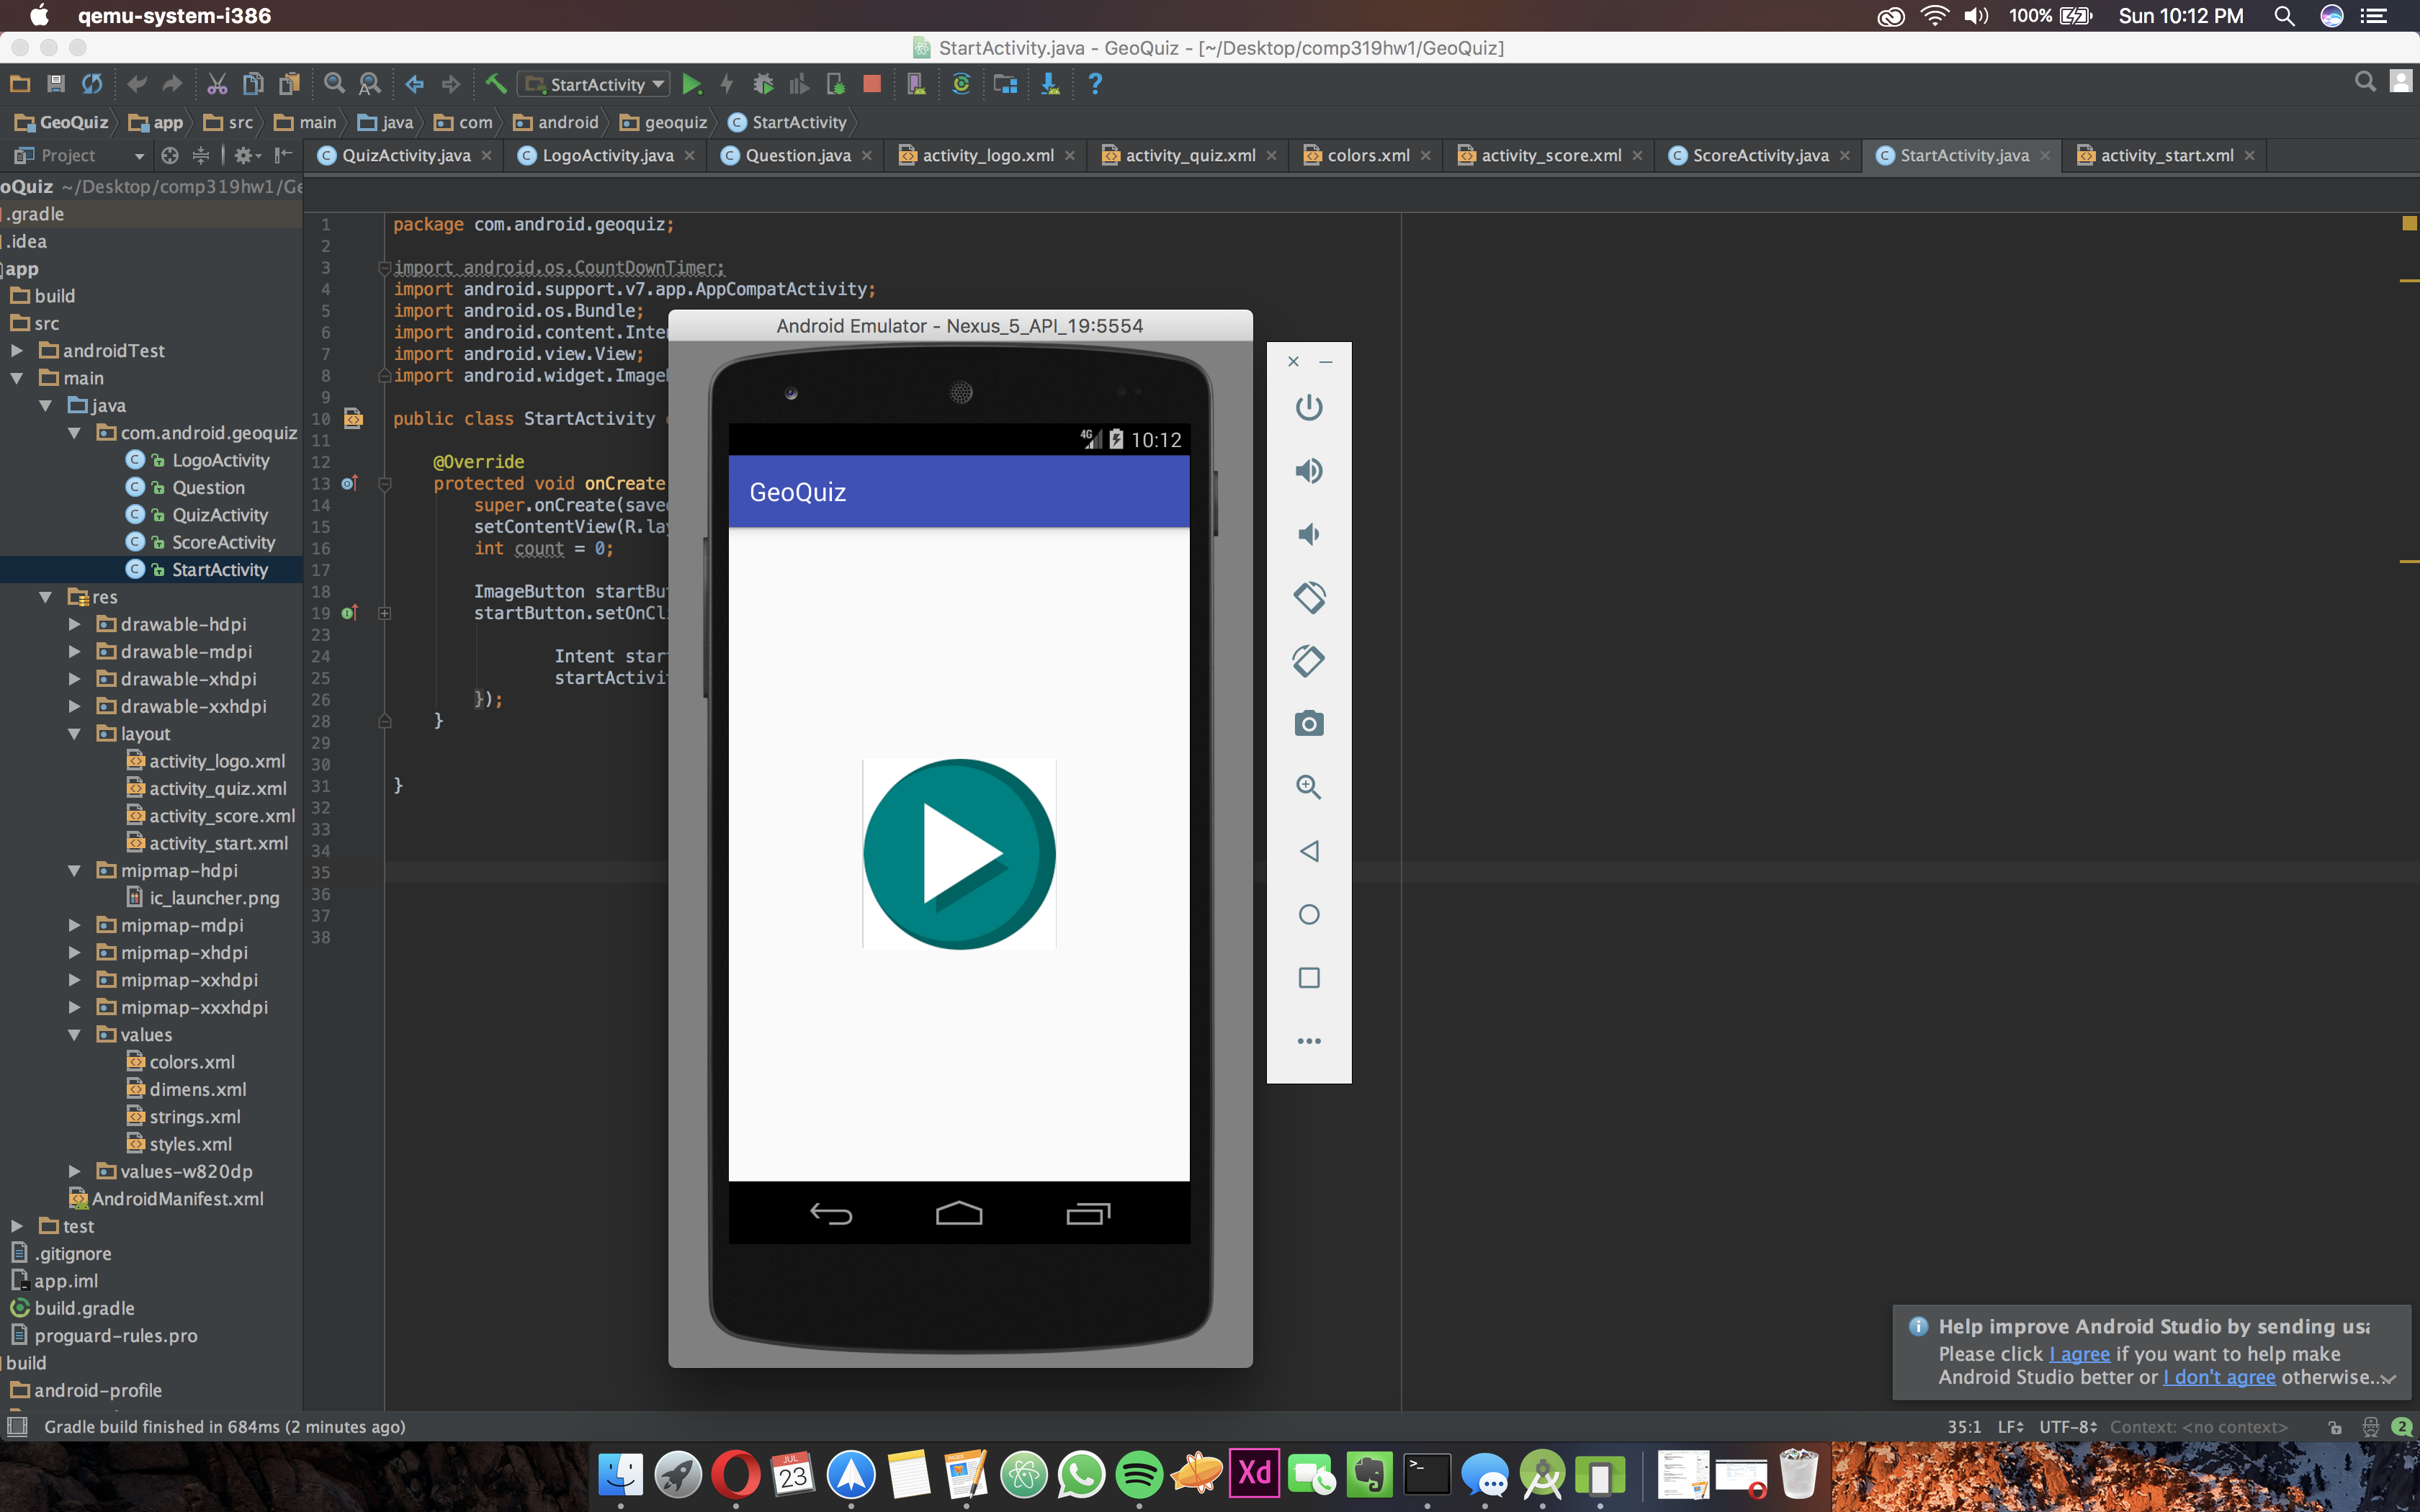 qemu-system-i386
100%
Sun 10:12 PM
StartActivity.java - GeoQuiz - [~/Desktop/comp319hw1/GeoQuiz]
StartActivity
?
GeoQuiz
app
src
main
java
com
android
geoquiz
StartActivity
Project
QuizActivity.java
LogoActivity.java
Question.java
activity_logo.xml
activity_quiz.xml
colors.xml
activity_score.xml
ScoreActivity.java
StartActivity.java
activity_start.xml
oQuiz ~/Desktop/comp319hw1/Ge
.gradle
.idea
app
build
src
androidTest
main
java
com.android.geoquiz
LogoActivity
Question
QuizActivity
ScoreActivity
StartActivity
res
drawable-hdpi
drawable-mdpi
drawable-xhdpi
drawable-xxhdpi
layout
activity_logo.xml
activity_quiz.xml
activity_score.xml
activity_start.xml
mipmap-hdpi
ic_launcher.png
mipmap-mdpi
mipmap-xhdpi
mipmap-xxhdpi
mipmap-xxxhdpi
values
colors.xml
dimens.xml
strings.xml
styles.xml
values-w820dp
AndroidManifest.xml
test
.gitignore
app.iml
build.gradle
proguard-rules.pro
build
android-profile
1 package com.android.geoquiz;
2
3 import android.os.CountDownTimer;
4 import android.support.v7.app.AppCompatActivity;
5 import android.os.Bundle;
6 import android.content.Inte
7 import android.view.View;
8 import android.widget.Image
9
10 public class StartActivity
11
12 @Override
13 protected void onCreate
14 super.onCreate(save
15 setContentView(R.la
16 int count = 0;
17
18 ImageButton startBu
19 startButton.setOnCl
23
24 Intent star
25 startActivi
26 });
28 }
29
30
31 }
32
33
34
35
36
37
38
Android Emulator - Nexus_5_API_19:5554
4G
10:12
GeoQuiz
Help improve Android Studio by sending usa
Please click I agree if you want to help make
Android Studio better or I don't agree otherwise...
Gradle build finished in 684ms (2 minutes ago)
35:1
LF
UTF-8
Context: <no context>
2
JUL
23
Xd
>_